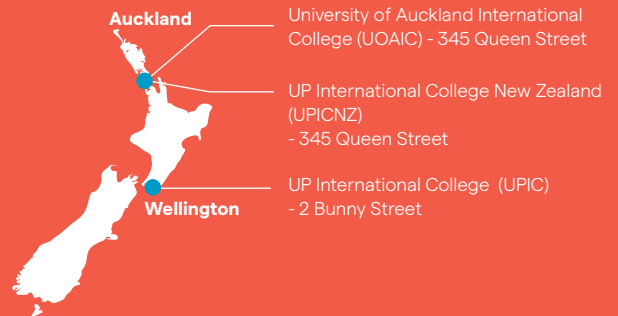 Auckland
University of Auckland International
College (UOAIC) - 345 Queen Street
UP International College New Zealand
(UPICNZ)
- 345 Queen Street
UP International College (UPIC)
- 2 Bunny Street
Wellington